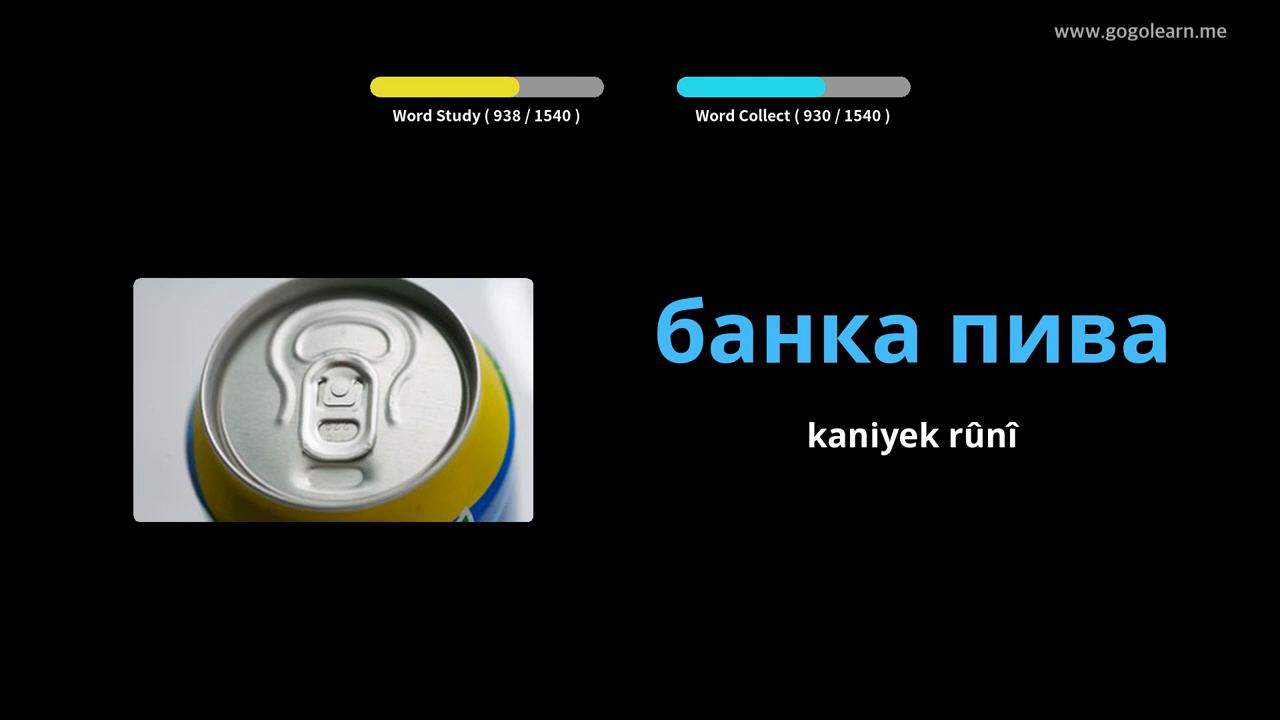 www.gogolearn.me
Word Study ( 938 / 1540 )
Word Collect ( 930 / 1540 )
банка пива
kaniyek rûnî